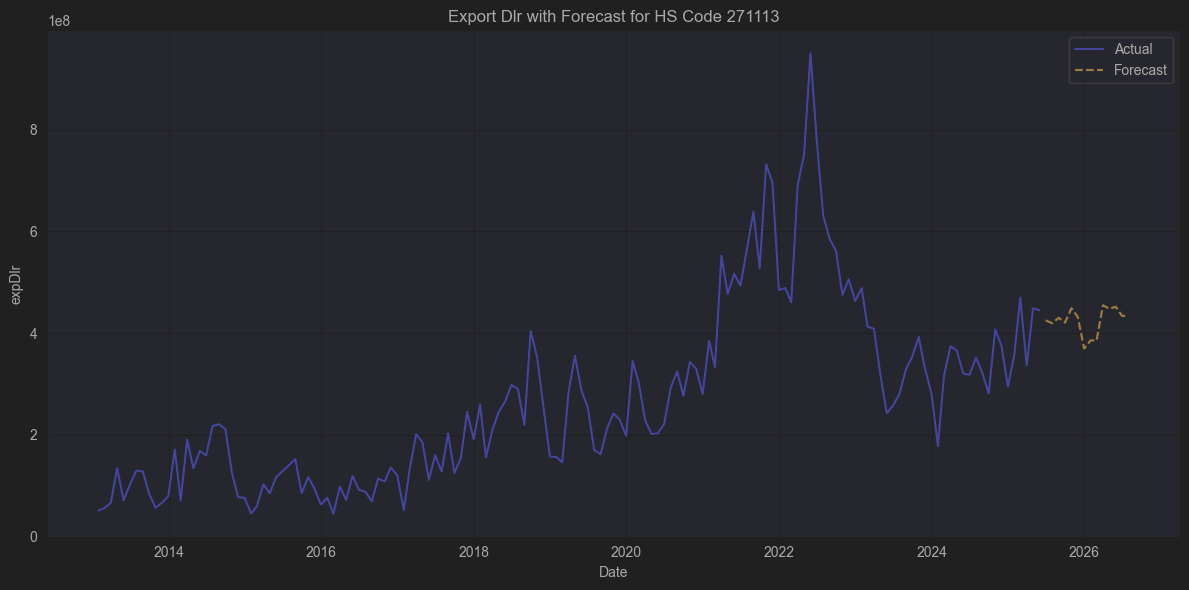 Export Dlr with Forecast for HS Code 271113
1e8
Actual
Forecast
8
6
4
2
0
expDlr
2014 2016 2018 2020 2022 2024 2026
Date